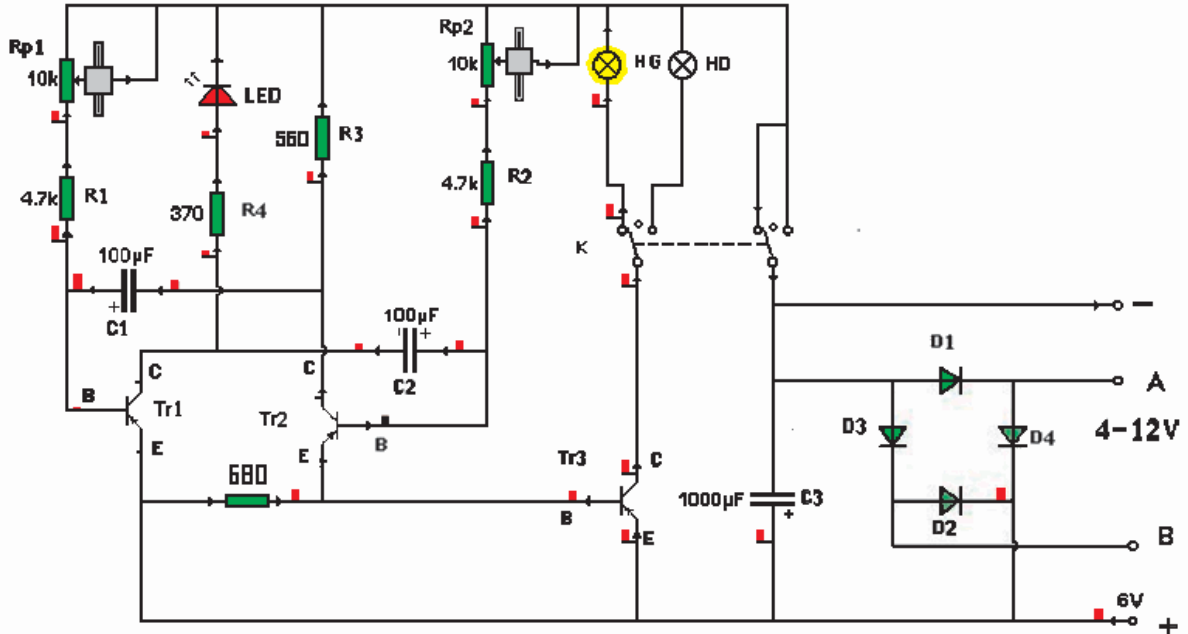 Rp1
10k
LED
560
R3
Rp2
10k
HG
HD
4.7k
R1
370
R4
4.7k
R2
K
100µF
+
C1
100µF
+
C2
−
D1
A
4-12V
D3
D4
B
C
Tr1
E
C
Tr2
B
E
680
Tr3
C
B
E
1000µF
C3
+
D2
B
6V
+